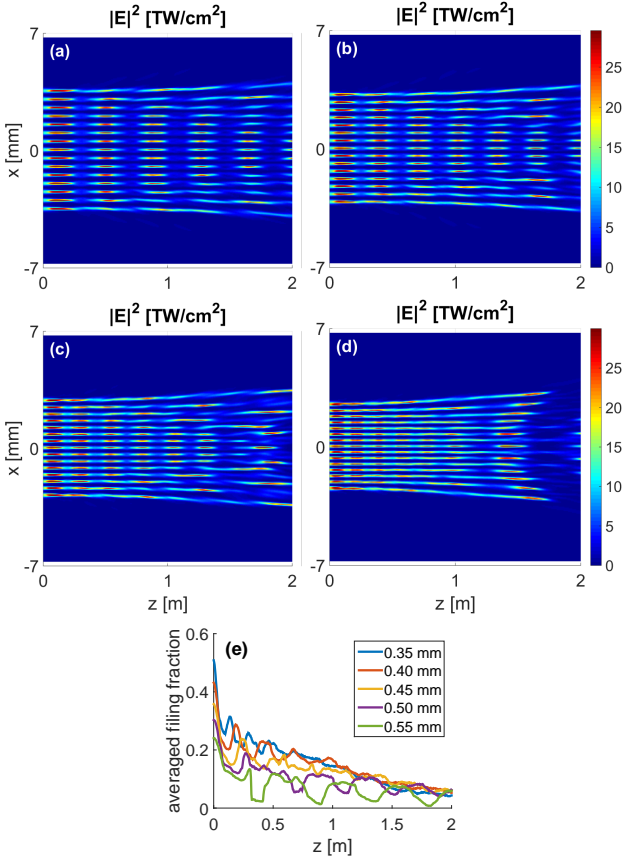 |E|² [TW/cm²]
|E|² [TW/cm²]
7
(a)
(b)
25
20
15
10
5
0
x [mm]
0
0
-7
-7
0
1
2
0
1
2
|E|² [TW/cm²]
|E|² [TW/cm²]
7
7
(c)
(d)
25
20
15
10
5
0
x [mm]
0
0
-7
-7
0
1
2
0
1
2
z [m]
z [m]
averaged filing fraction
0.6
0.4
0.2
0
(e)
0.35 mm
0.40 mm
0.45 mm
0.50 mm
0.55 mm
0
0.5
1
1.5
2
z [m]